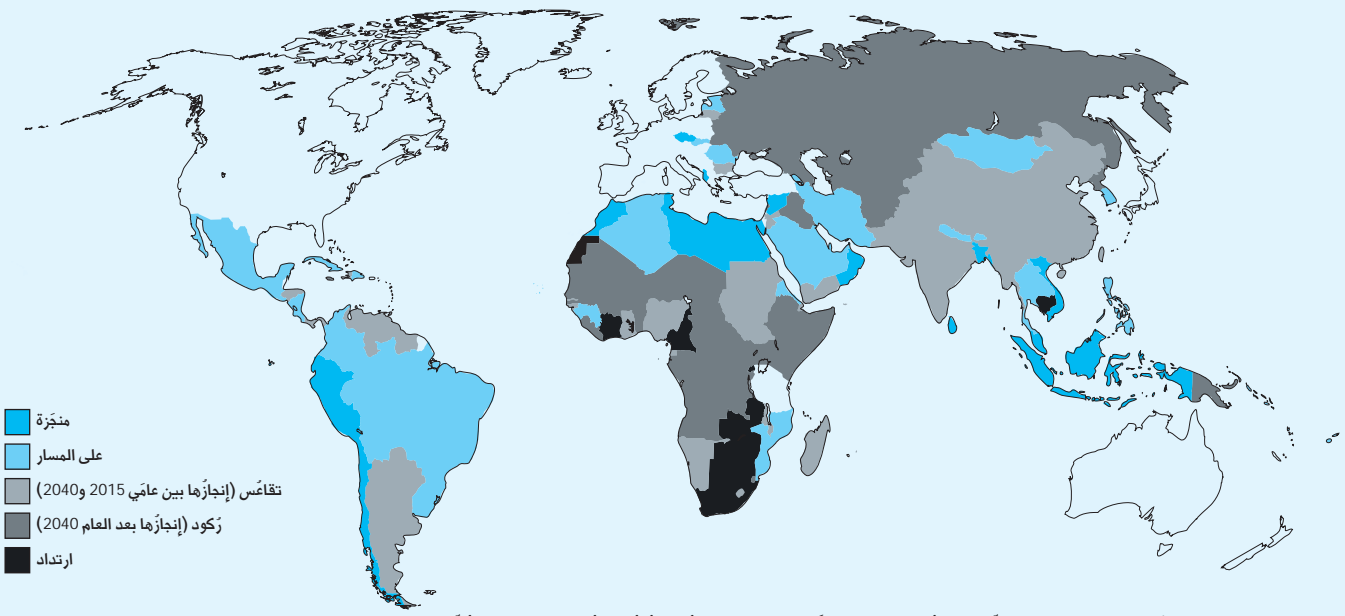 منجَزة
على المسار
تقاعُس (إنجازُها بين عامَي 2015 و2040)
رُكود (إنجازُها بعد العام 2040)
ارتداد